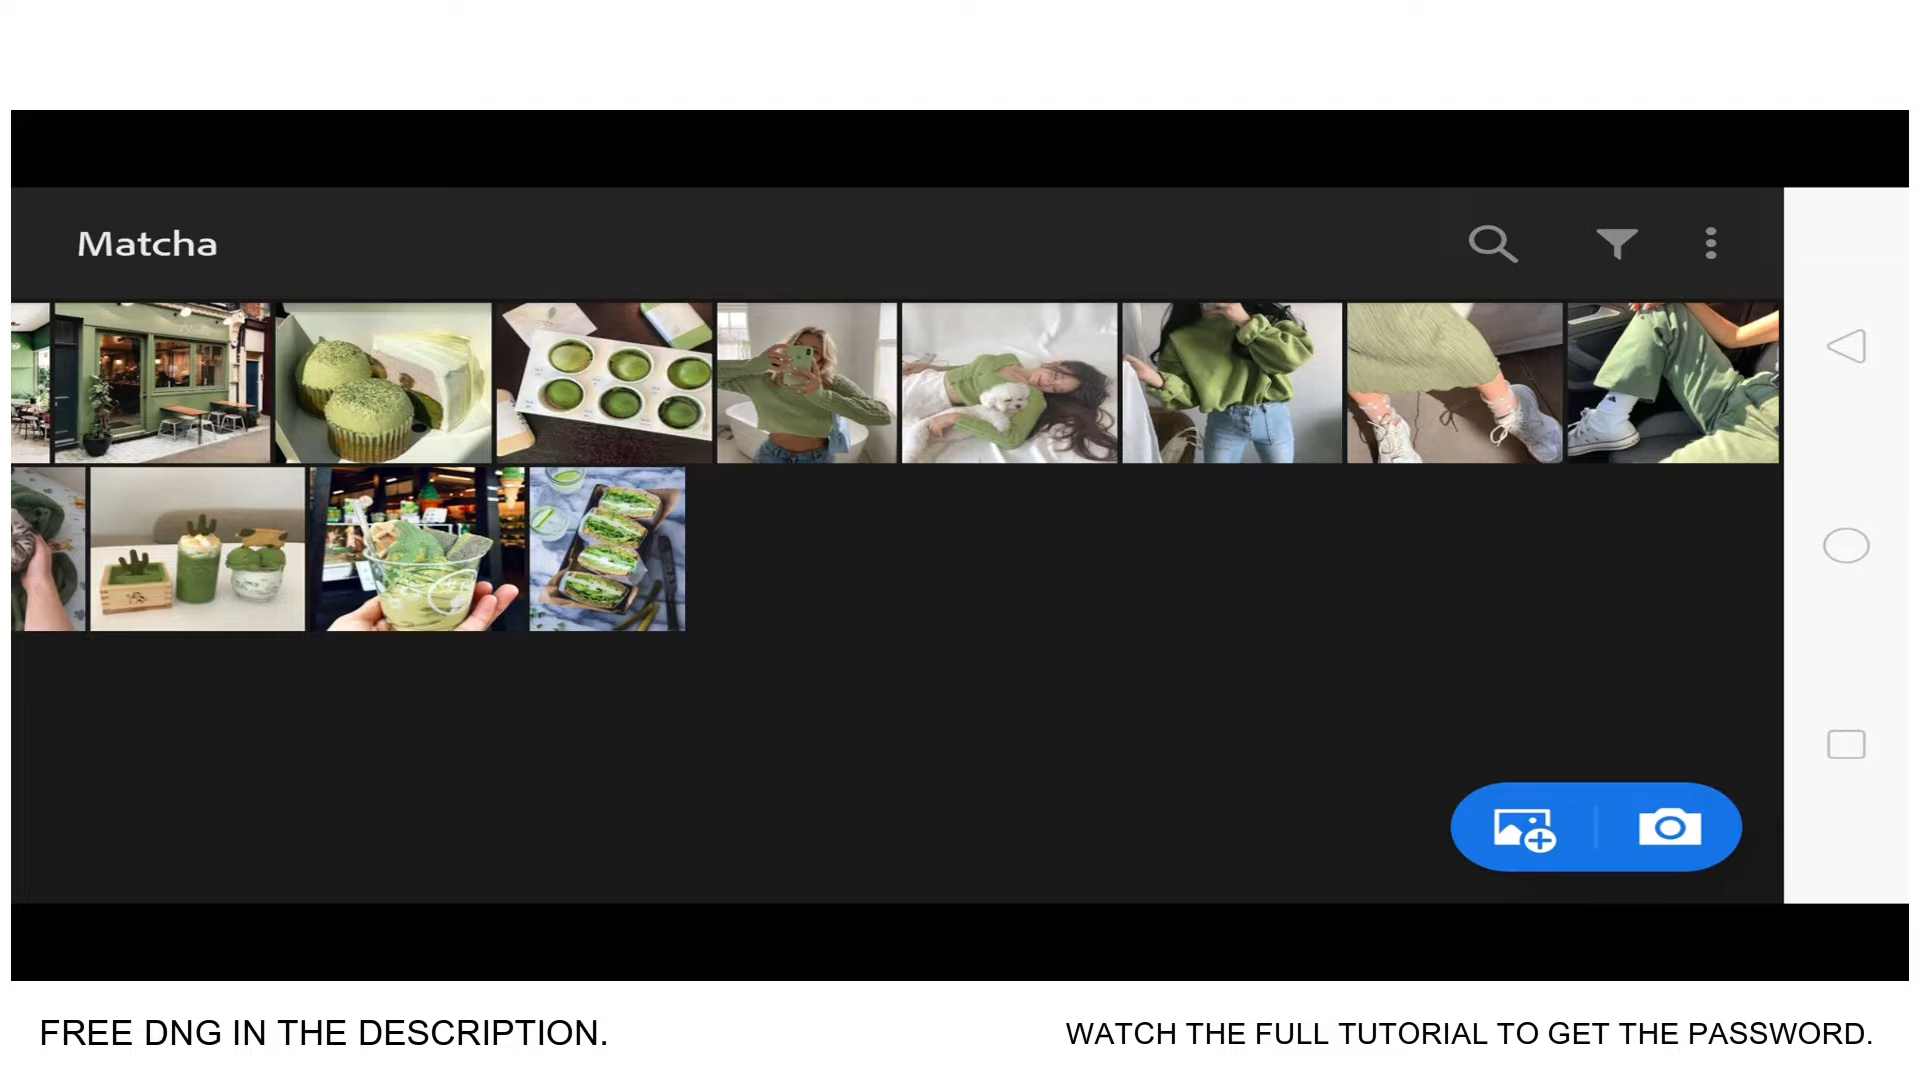 Matcha
FREE DNG IN THE DESCRIPTION.
WATCH THE FULL TUTORIAL TO GET THE PASSWORD.